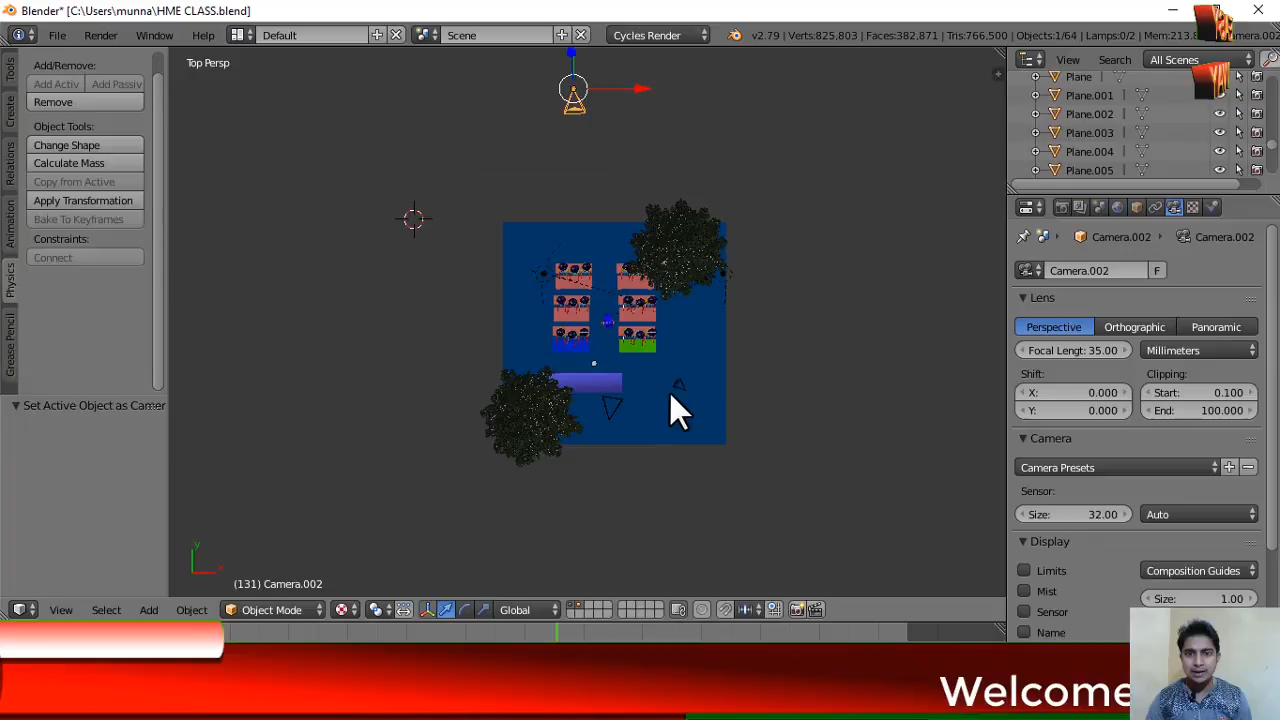 Blender* [C:\Users\munna\HME CLASS.blend]
File Render Window Help Default Scene Cycles Render v2.79 | Verts:825,803 | Faces:382,871 | Tris:766,500 | Objects:1/64 | Lamps:0/2 | Mem:213.
Tools
Create
Relations
Animation
Physics
Grease Pencil
Add/Remove:
Add Activ Add Passiv
Remove
Object Tools:
Change Shape
Calculate Mass
Copy from Active
Apply Transformation
Bake To Keyframes
Constraints:
Connect
Set Active Object as Camer
Top Persp
y
x
(131) Camera.002
View Select Add Object Object Mode Global
View Search All Scenes
Plane
Plane.001
Plane.002
Plane.003
Plane.004
Plane.005
Camera.002 Camera.002
Camera.002 F
Lens
Perspective Orthographic Panoramic
Focal Lengt: 35.00 Millimeters
Shift: Clipping:
X: 0.000 Start: 0.100
Y: 0.000 End: 100.000
Camera
Camera Presets
Sensor:
Size: 32.00 Auto
Display
Limits Composition Guides
Mist Size: 1.00
Sensor
Name
Welcome